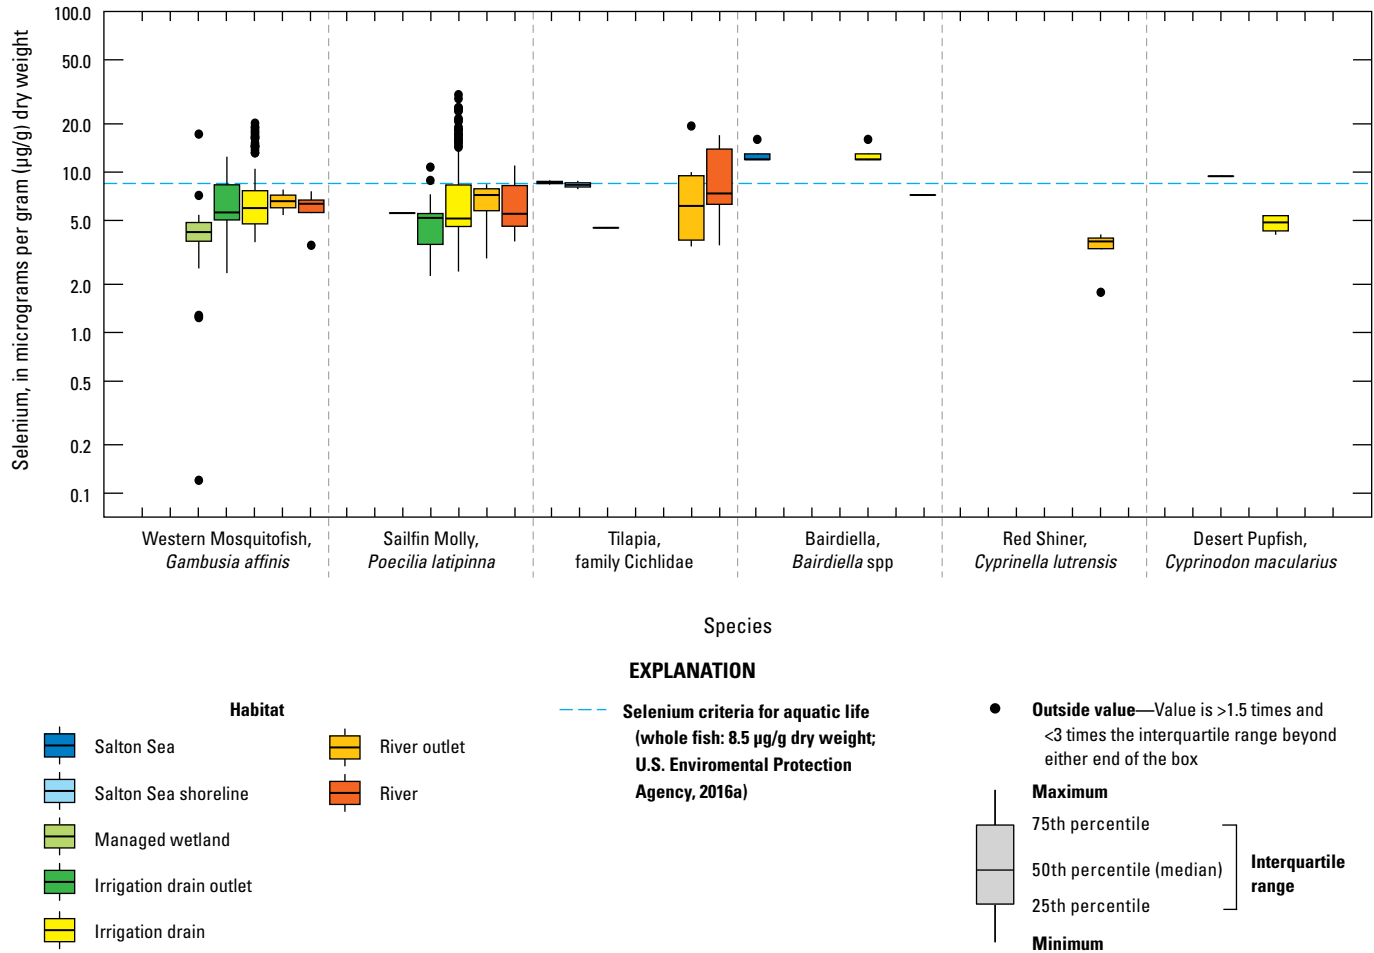 Selenium, in micrograms per gram (µg/g) dry weight
100.0
50.0
20.0
10.0
5.0
2.0
1.0
0.5
0.2
0.1
Western Mosquitofish,
Gambusia affinis
Sailfin Molly,
Poecilia latipinna
Tilapia,
family Cichlidae
Bairdiella,
Bairdiella spp
Red Shiner,
Cyprinella lutrensis
Desert Pupfish,
Cyprinodon macularius
Species
EXPLANATION
Habitat
Salton Sea
Salton Sea shoreline
Managed wetland
Irrigation drain outlet
Irrigation drain
River outlet
River
Selenium criteria for aquatic life
(whole fish: 8.5 µg/g dry weight;
U.S. Enviromental Protection
Agency, 2016a)
Outside value—Value is >1.5 times and
<3 times the interquartile range beyond
either end of the box
Maximum
75th percentile
50th percentile (median)
25th percentile
Minimum
Interquartile
range